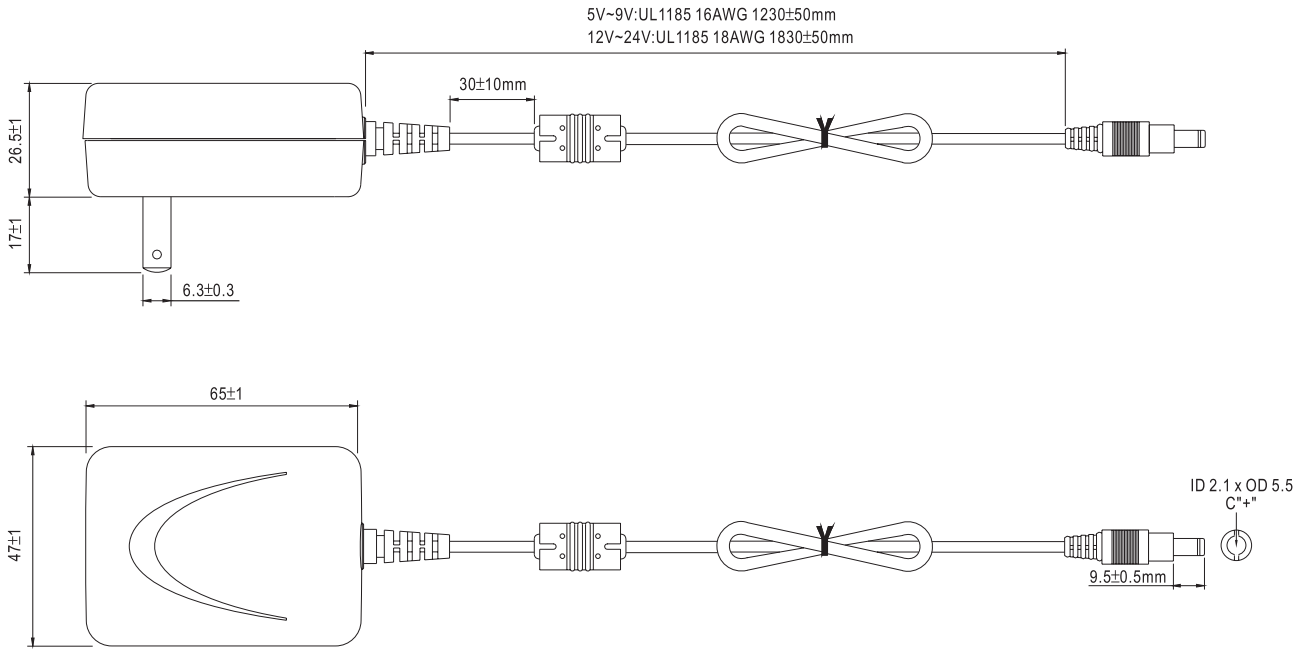 5V~9V:UL1185 16AWG 1230±50mm
12V~24V:UL1185 18AWG 1830±50mm
30±10mm
26.5±1
17±1
6.3±0.3
65±1
47±1
ID 2.1 x OD 5.5
C"+"
9.5±0.5mm